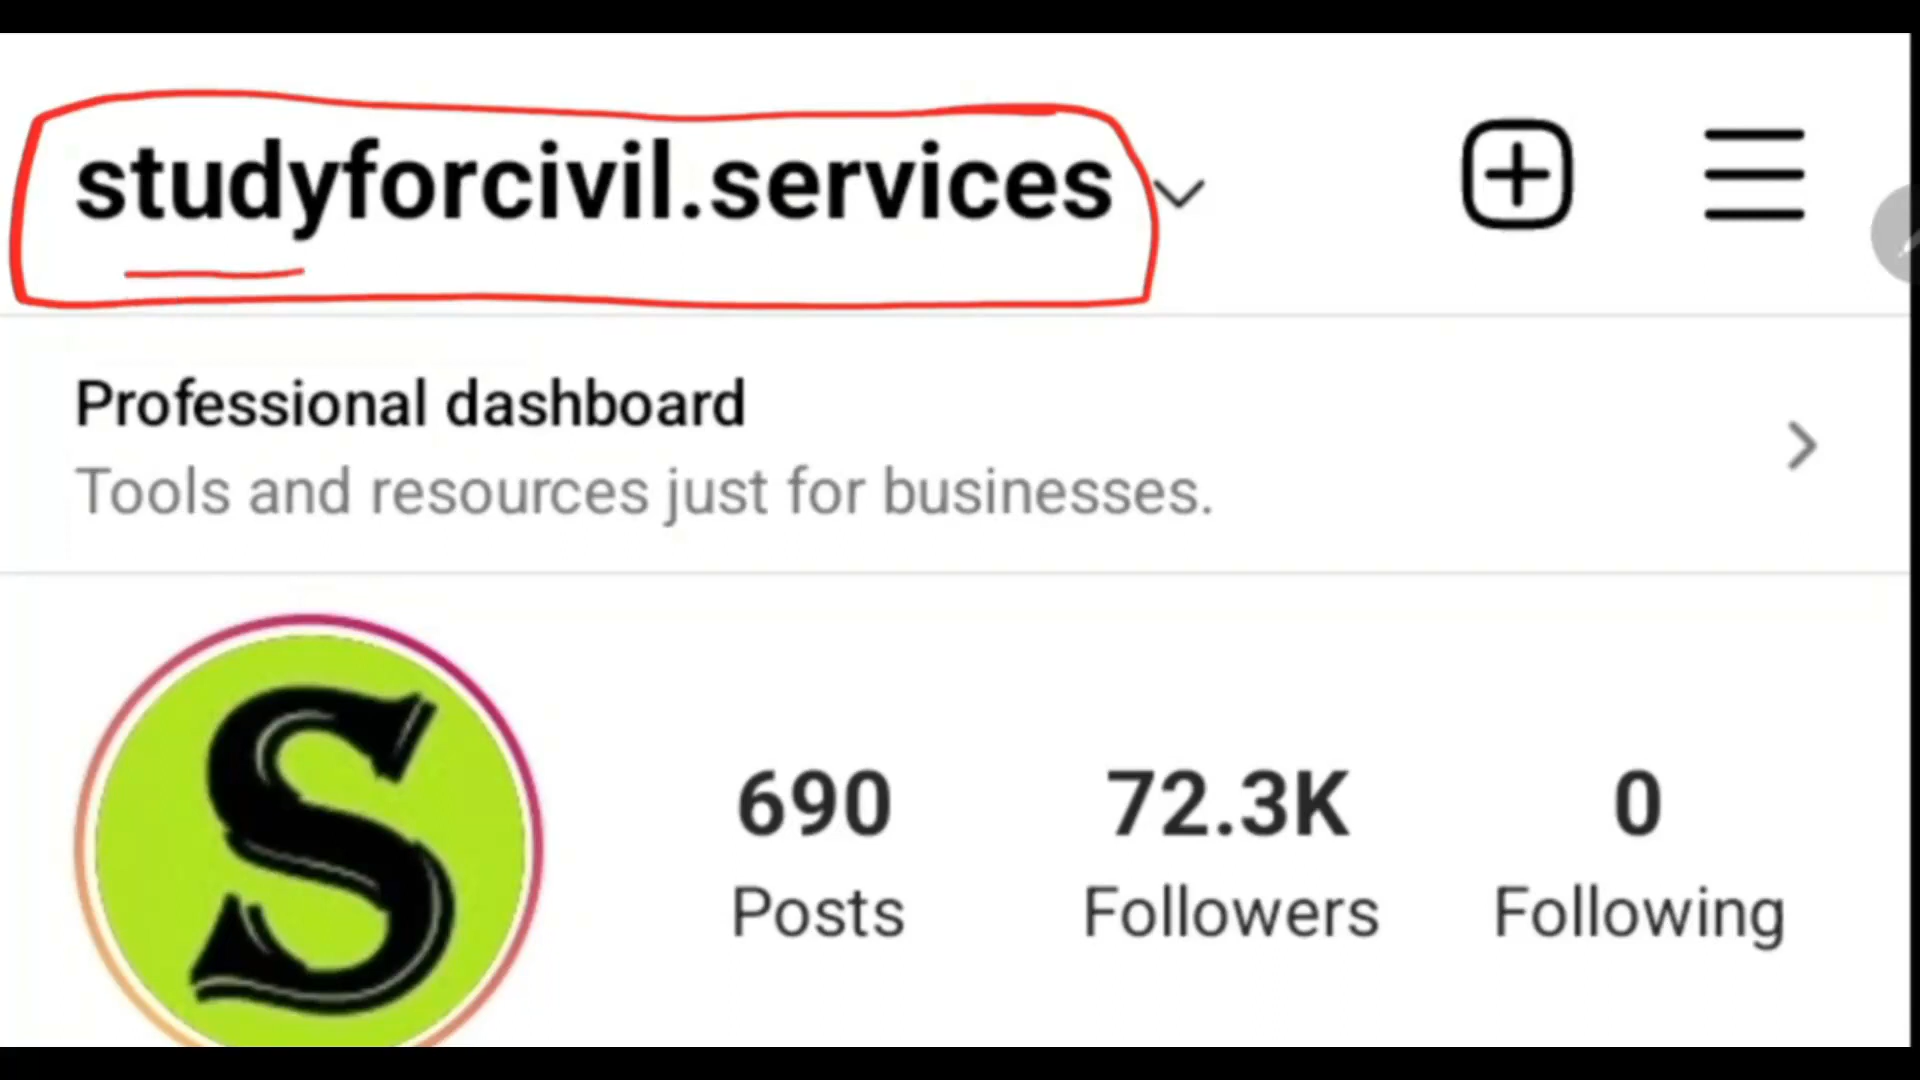 studyforcivil.services
Professional dashboard
Tools and resources just for businesses.
S
690 72.3K 0
Posts Followers Following